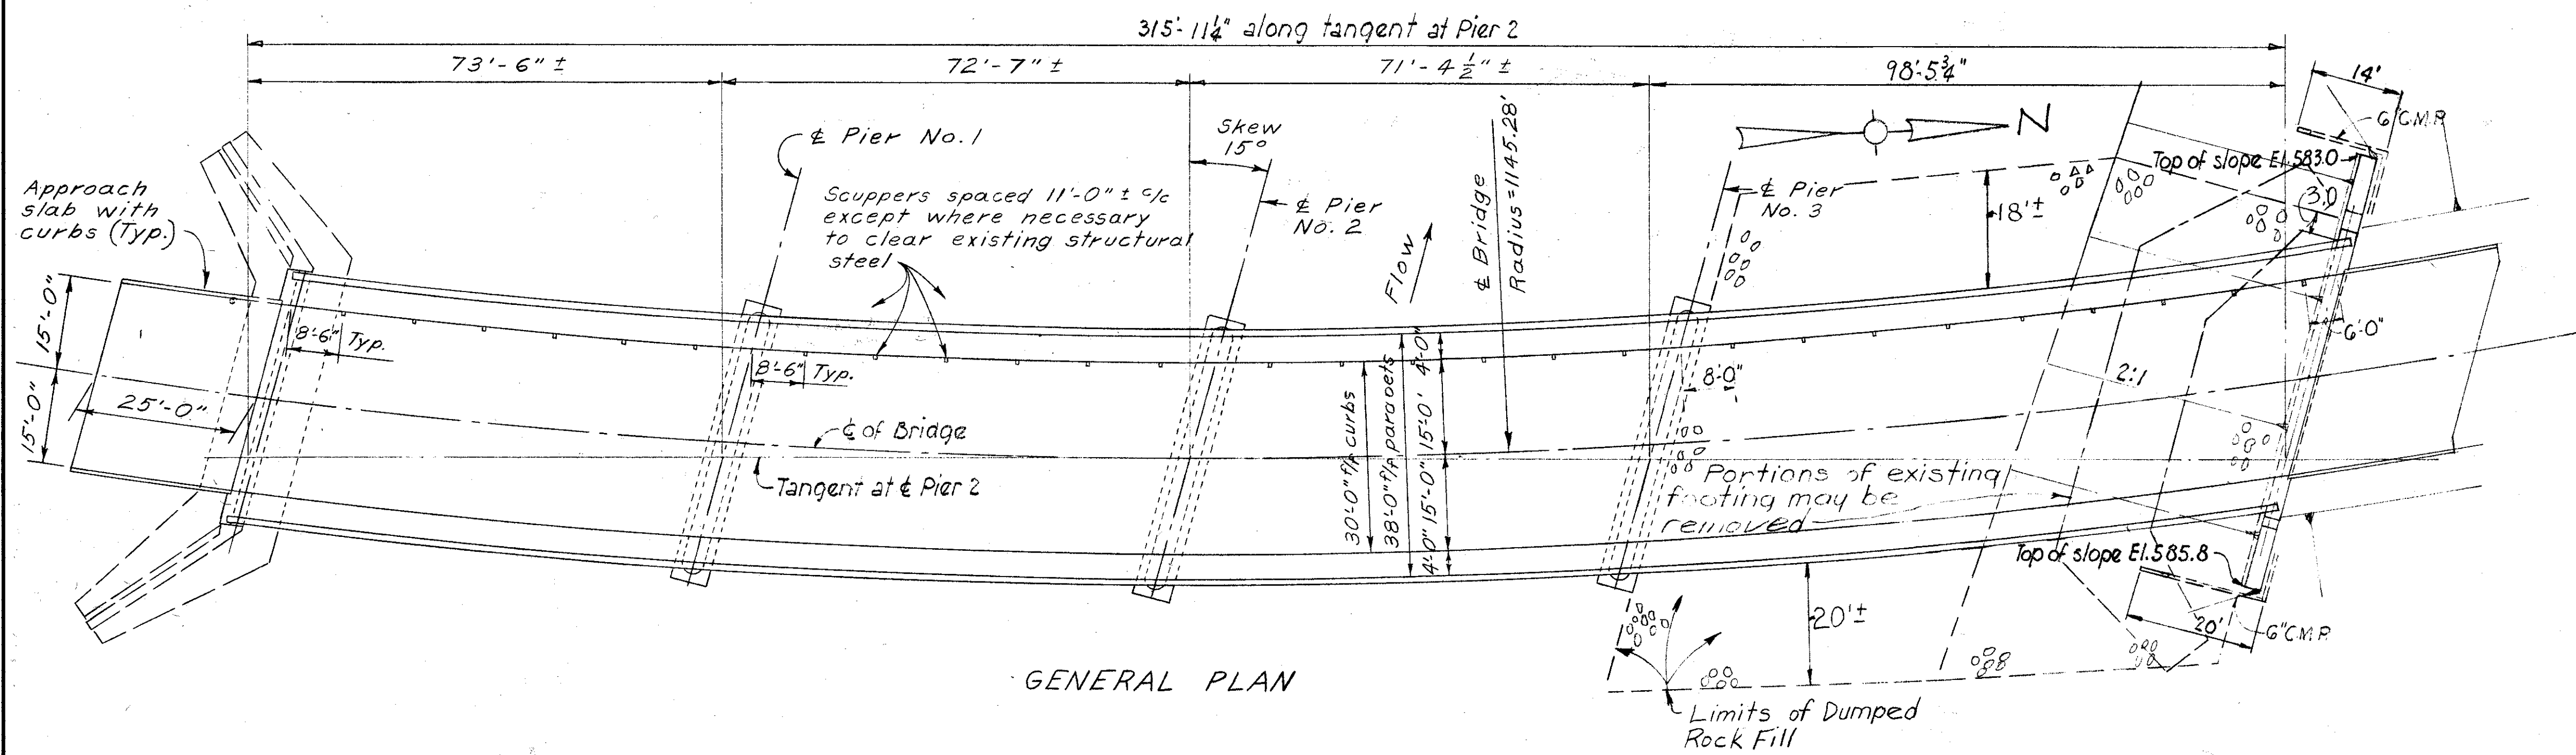 315'-11¼" along tangent at Pier 2
73'-6" ±
72'-7" ±
71'-4½" ±
98'-5¾"
14'
6"C.M.P.
℄ Pier No. 1
Skew
15°
℄ Bridge
Radius=1145.28'
N
Top of slope El.583.0
3.0
Approach
slab with
curbs (Typ.)
Scuppers spaced 11'-0" ± c/c
except where necessary
to clear existing structural
steel
℄ Pier
No. 2
℄ Pier
No. 3
18'±
Flow
15'-0"
15'-0"
8'-6" Typ.
8'-6" Typ.
25'-0"
8'-0"
6'-0"
2:1
℄ of Bridge
Tangent at ℄ Pier 2
30'-0" f/f curbs
38'-0" f/f parapets
4'-0" 15'-0" 15'-0' 4'-0"
Portions of existing
footing may be
removed
Top of slope El.585.8
20'±
20'
6"C.M.P.
GENERAL PLAN
Limits of Dumped
Rock Fill